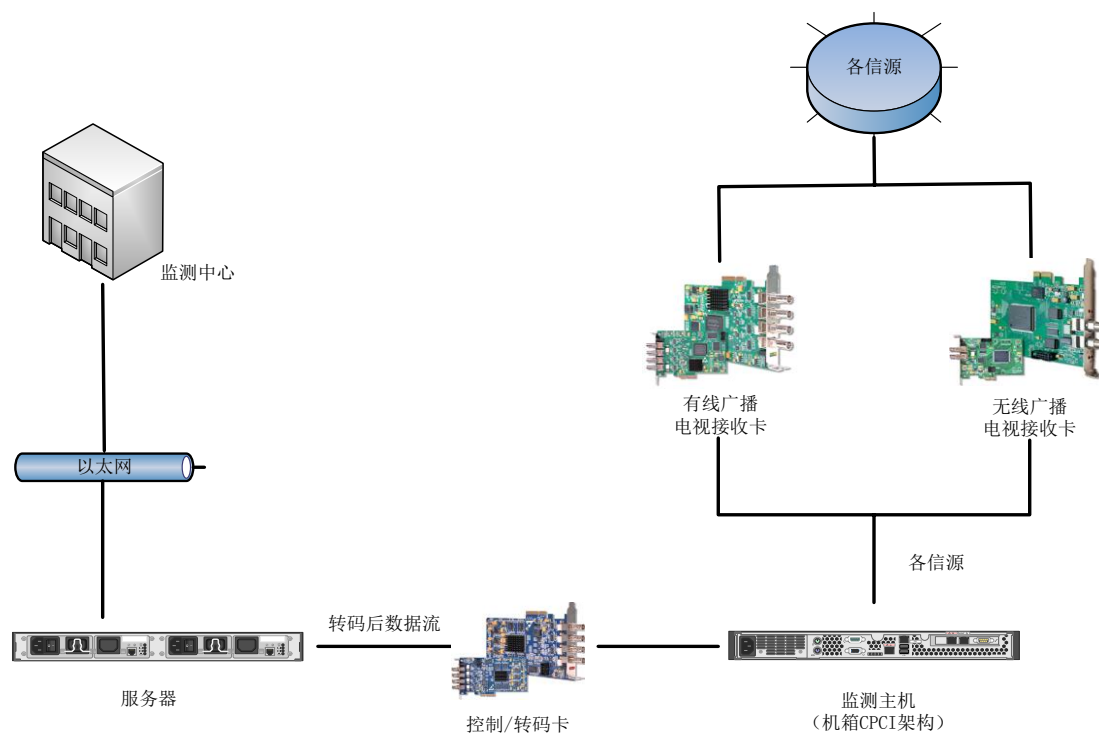 各信源
监测中心
有线广播
电视接收卡
无线广播
电视接收卡
以太网
各信源
转码后数据流
服务器
控制/转码卡
监测主机
（机箱CPCI架构）